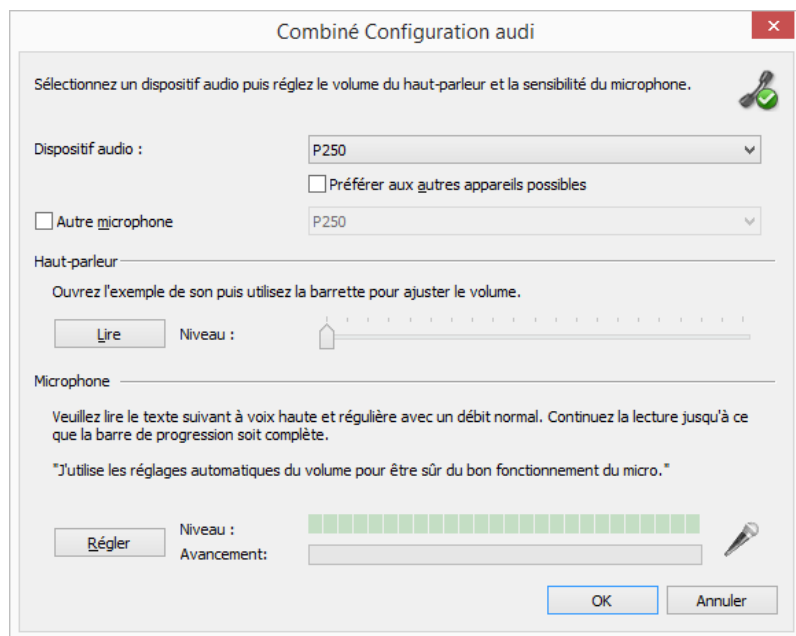 Combiné Configuration audi
Sélectionnez un dispositif audio puis réglez le volume du haut-parleur et la sensibilité du microphone.
Dispositif audio :
P250
Préférer aux autres appareils possibles
Autre microphone
P250
Haut-parleur
Ouvrez l'exemple de son puis utilisez la barrette pour ajuster le volume.
Lire
Niveau :
Microphone
Veuillez lire le texte suivant à voix haute et régulière avec un débit normal. Continuez la lecture jusqu'à ce
que la barre de progression soit complète.
"J'utilise les réglages automatiques du volume pour être sûr du bon fonctionnement du micro."
Régler
Niveau :
Avancement:
OK
Annuler